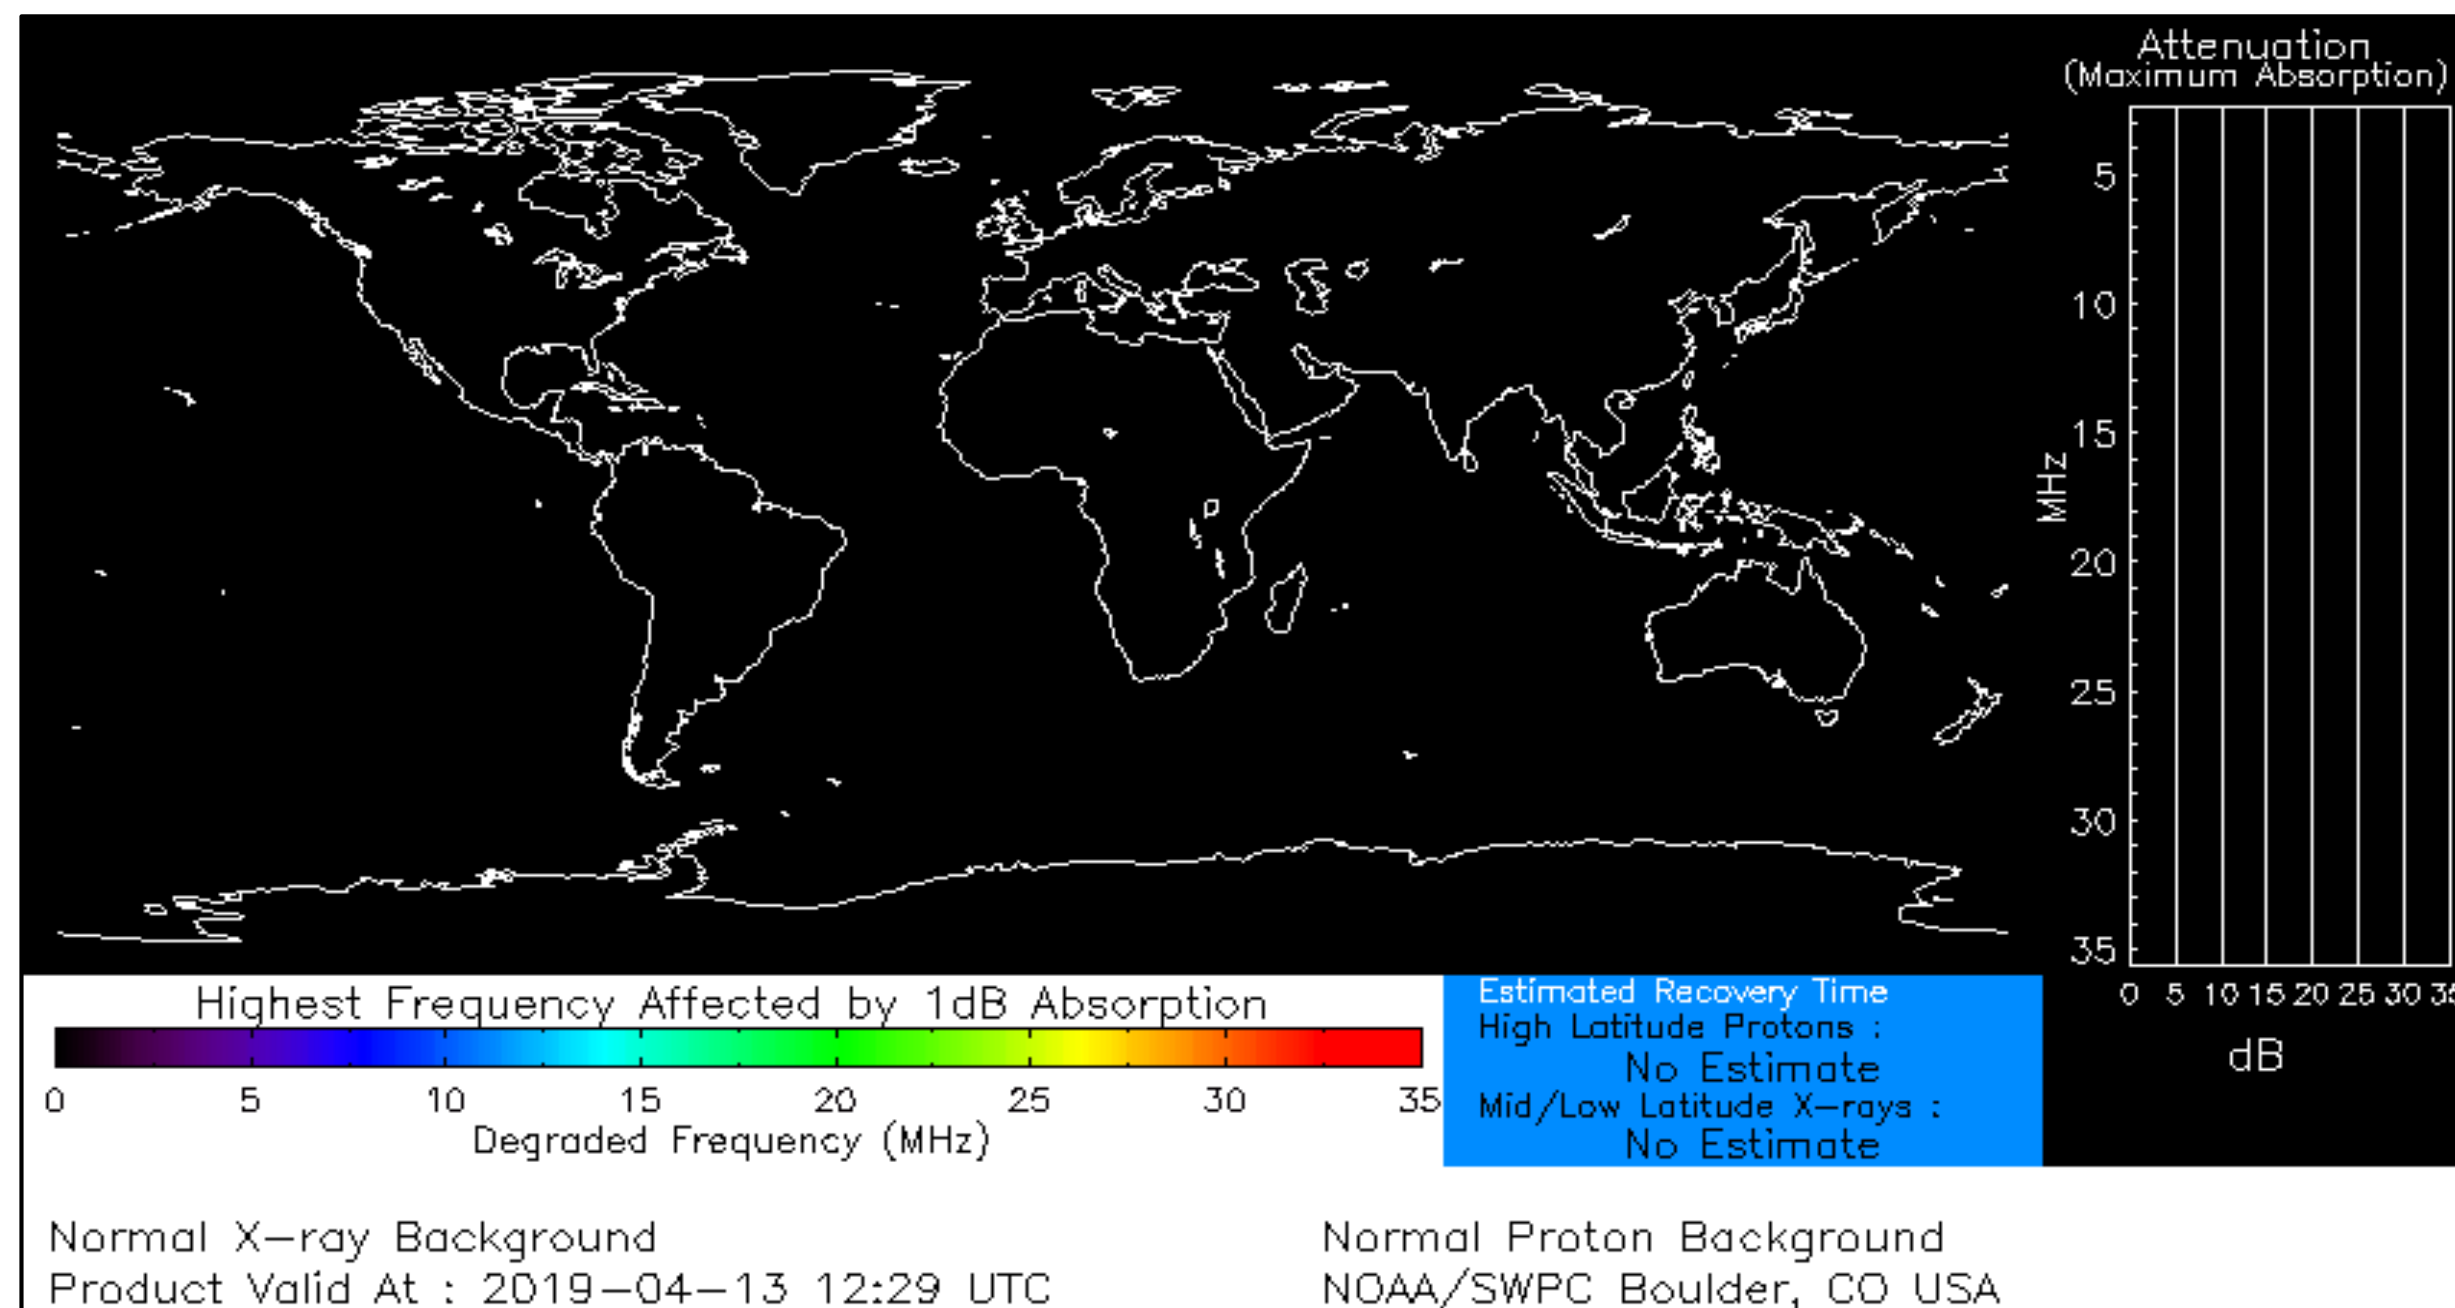 Attenuation
(Maximum Absorption)
5
10
15
20
25
30
35
MHz
0 5 10 15 20 25 30
dB
Highest Frequency Affected by 1dB Absorption
0 5 10 15 20 25 30 35
Degraded Frequency (MHz)
Estimated Recovery Time
High Latitude Protons :
No Estimate
Mid/Low Latitude X-rays :
No Estimate
Normal X-ray Background
Normal Proton Background
Product Valid At : 2019-04-13 12:29 UTC
NOAA/SWPC Boulder, CO USA